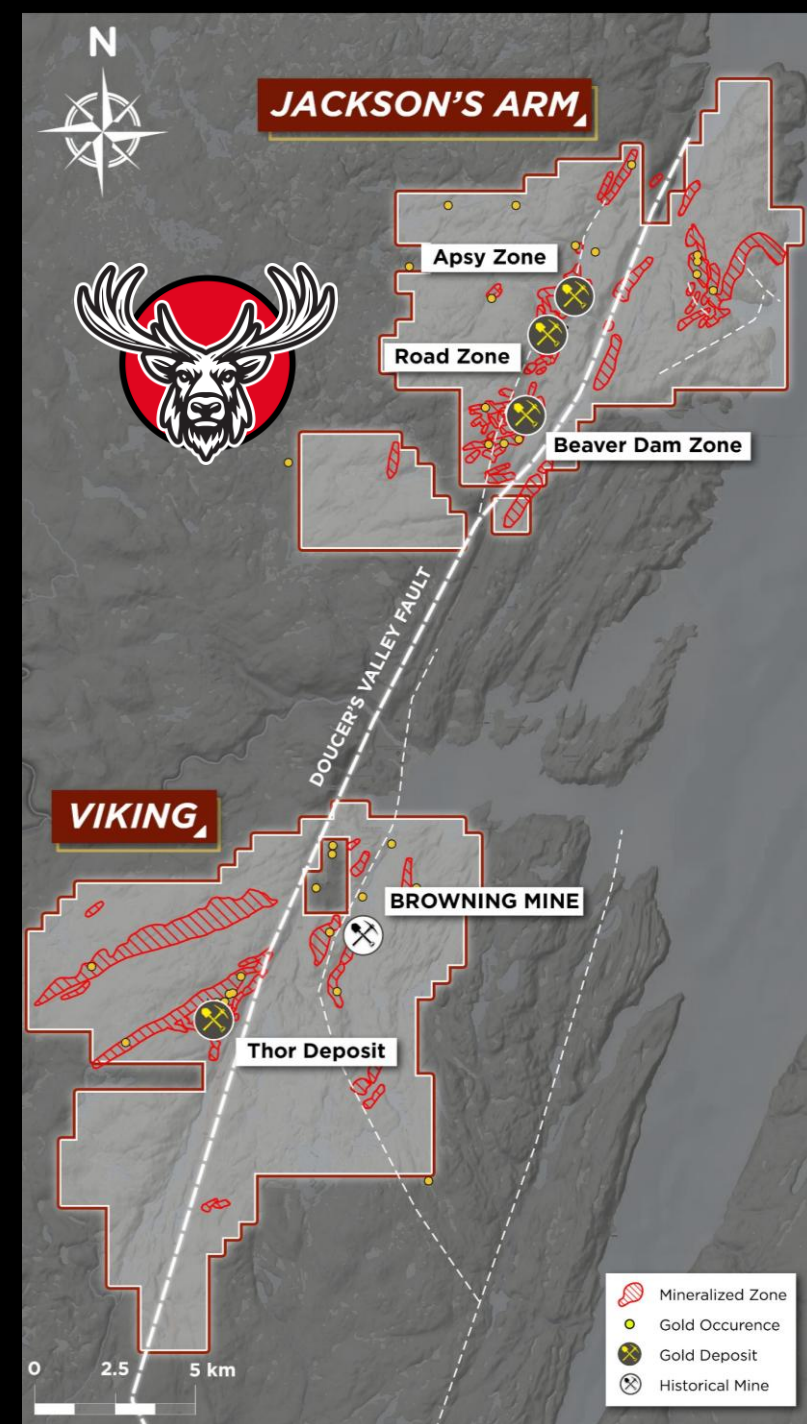 N
JACKSON'S ARM
Apsy Zone
Road Zone
Beaver Dam Zone
DOUCER'S VALLEY FAULT
VIKING
BROWNING MINE
Thor Deposit
Mineralized Zone
Gold Occurence
Gold Deposit
Historical Mine
0 2.5 5 km